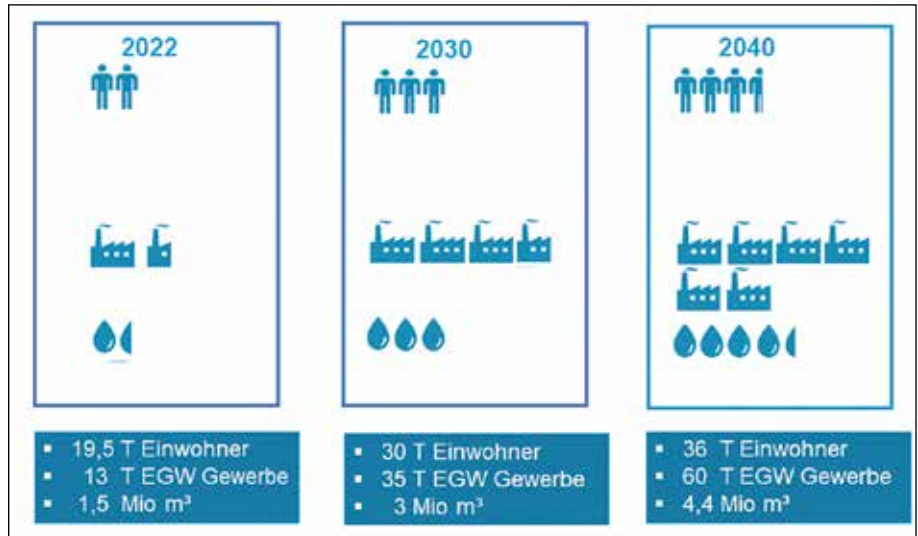 2022
2030
2040
▪ 19,5 T Einwohner
▪ 13 T EGW Gewerbe
▪ 1,5 Mio m³
▪ 30 T Einwohner
▪ 35 T EGW Gewerbe
▪ 3 Mio m³
▪ 36 T Einwohner
▪ 60 T EGW Gewerbe
▪ 4,4 Mio m³